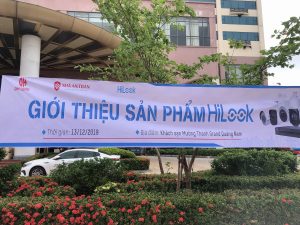 NHÀ AN TOÀN HiLook
GIỚI THIỆU SẢN PHẨM HiLook
Thời gian: 13/12/2018 Địa điểm: Khách sạn Mường Thanh Grand Quảng Nam